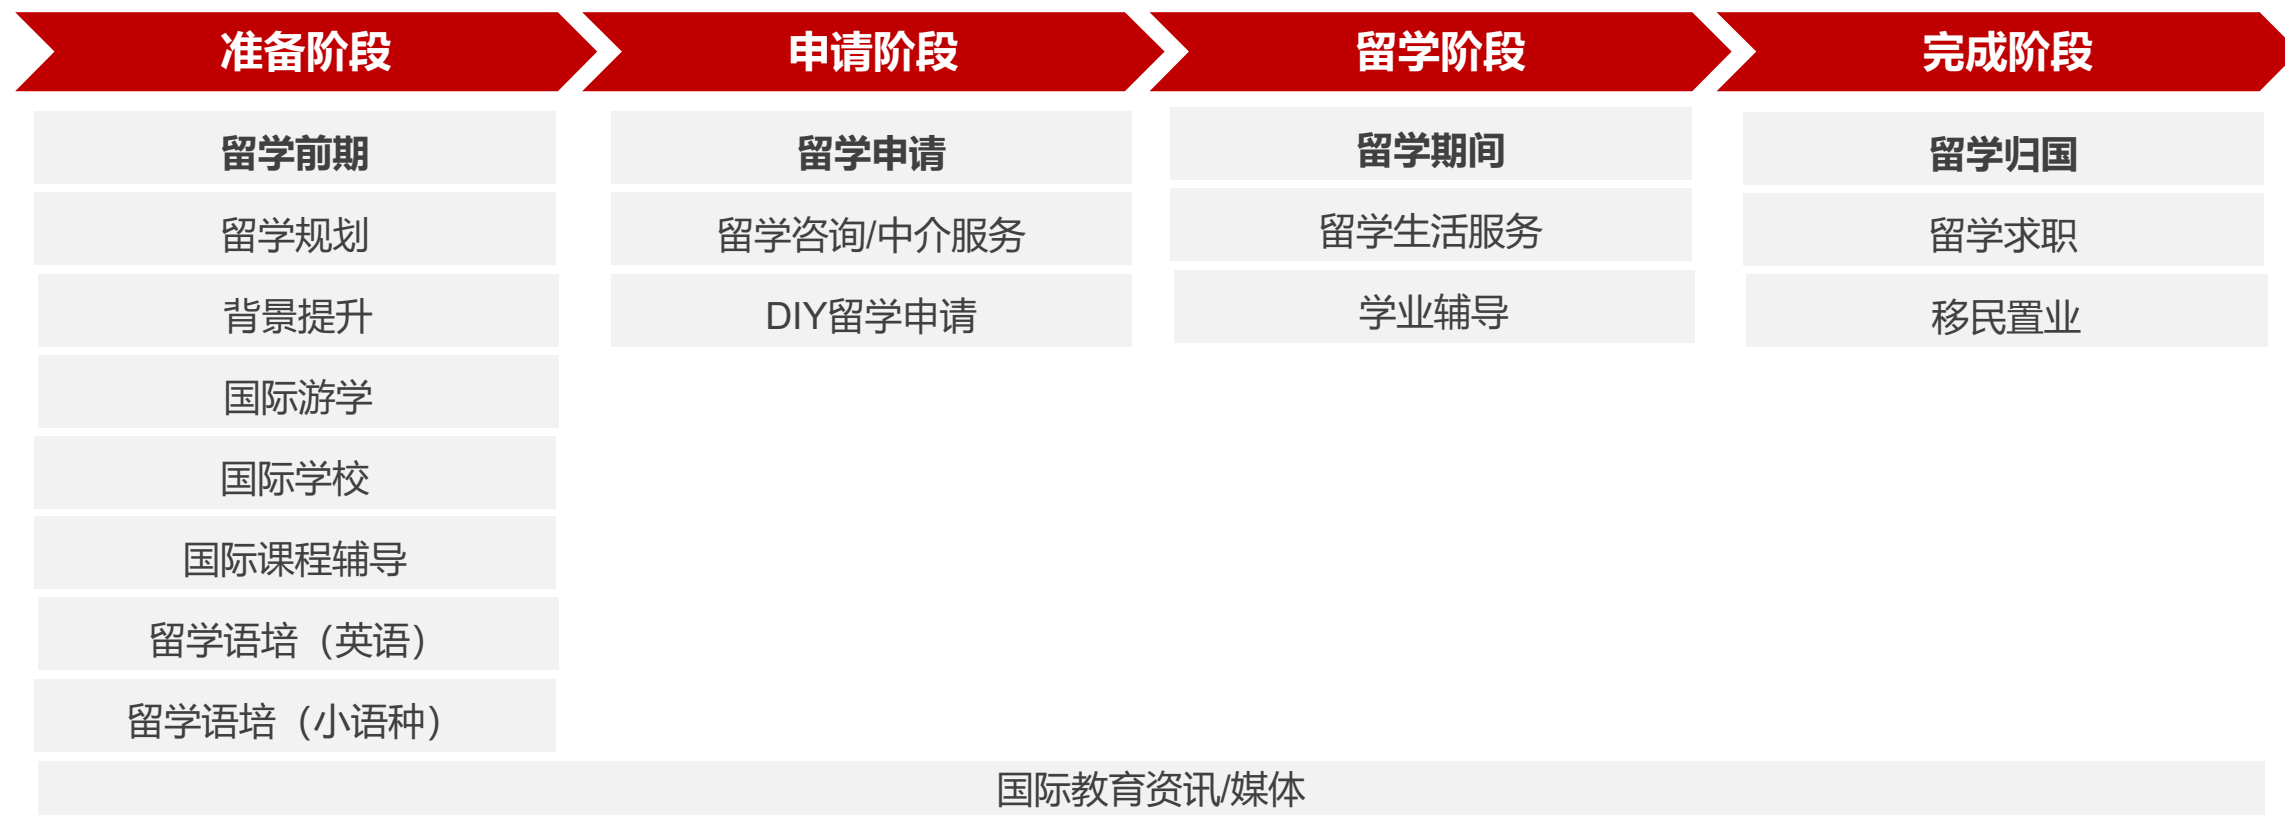 准备阶段
申请阶段
留学阶段
完成阶段
留学前期
留学规划
背景提升
国际游学
国际学校
国际课程辅导
留学语培（英语）
留学语培（小语种）
留学申请
留学咨询/中介服务
DIY留学申请
留学期间
留学生活服务
学业辅导
留学归国
留学求职
移民置业
国际教育资讯/媒体